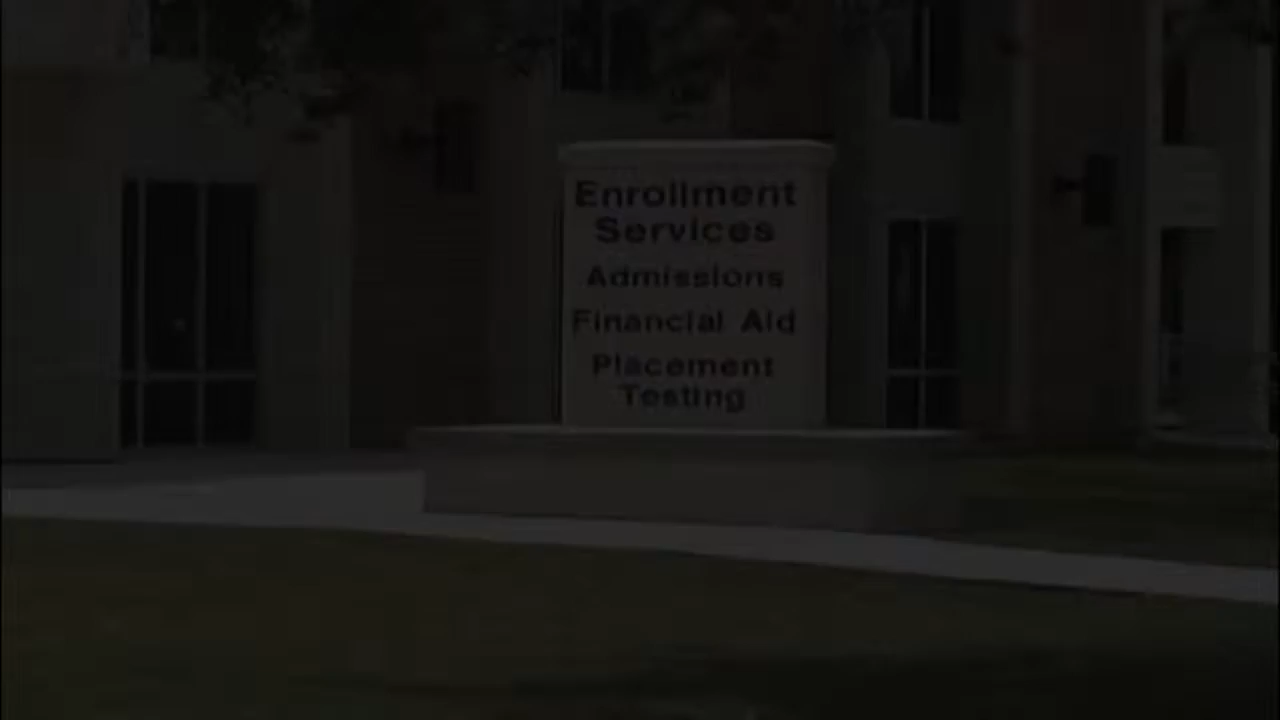 Enrollment
Services
Admissions
Financial Aid
Placement
Testing